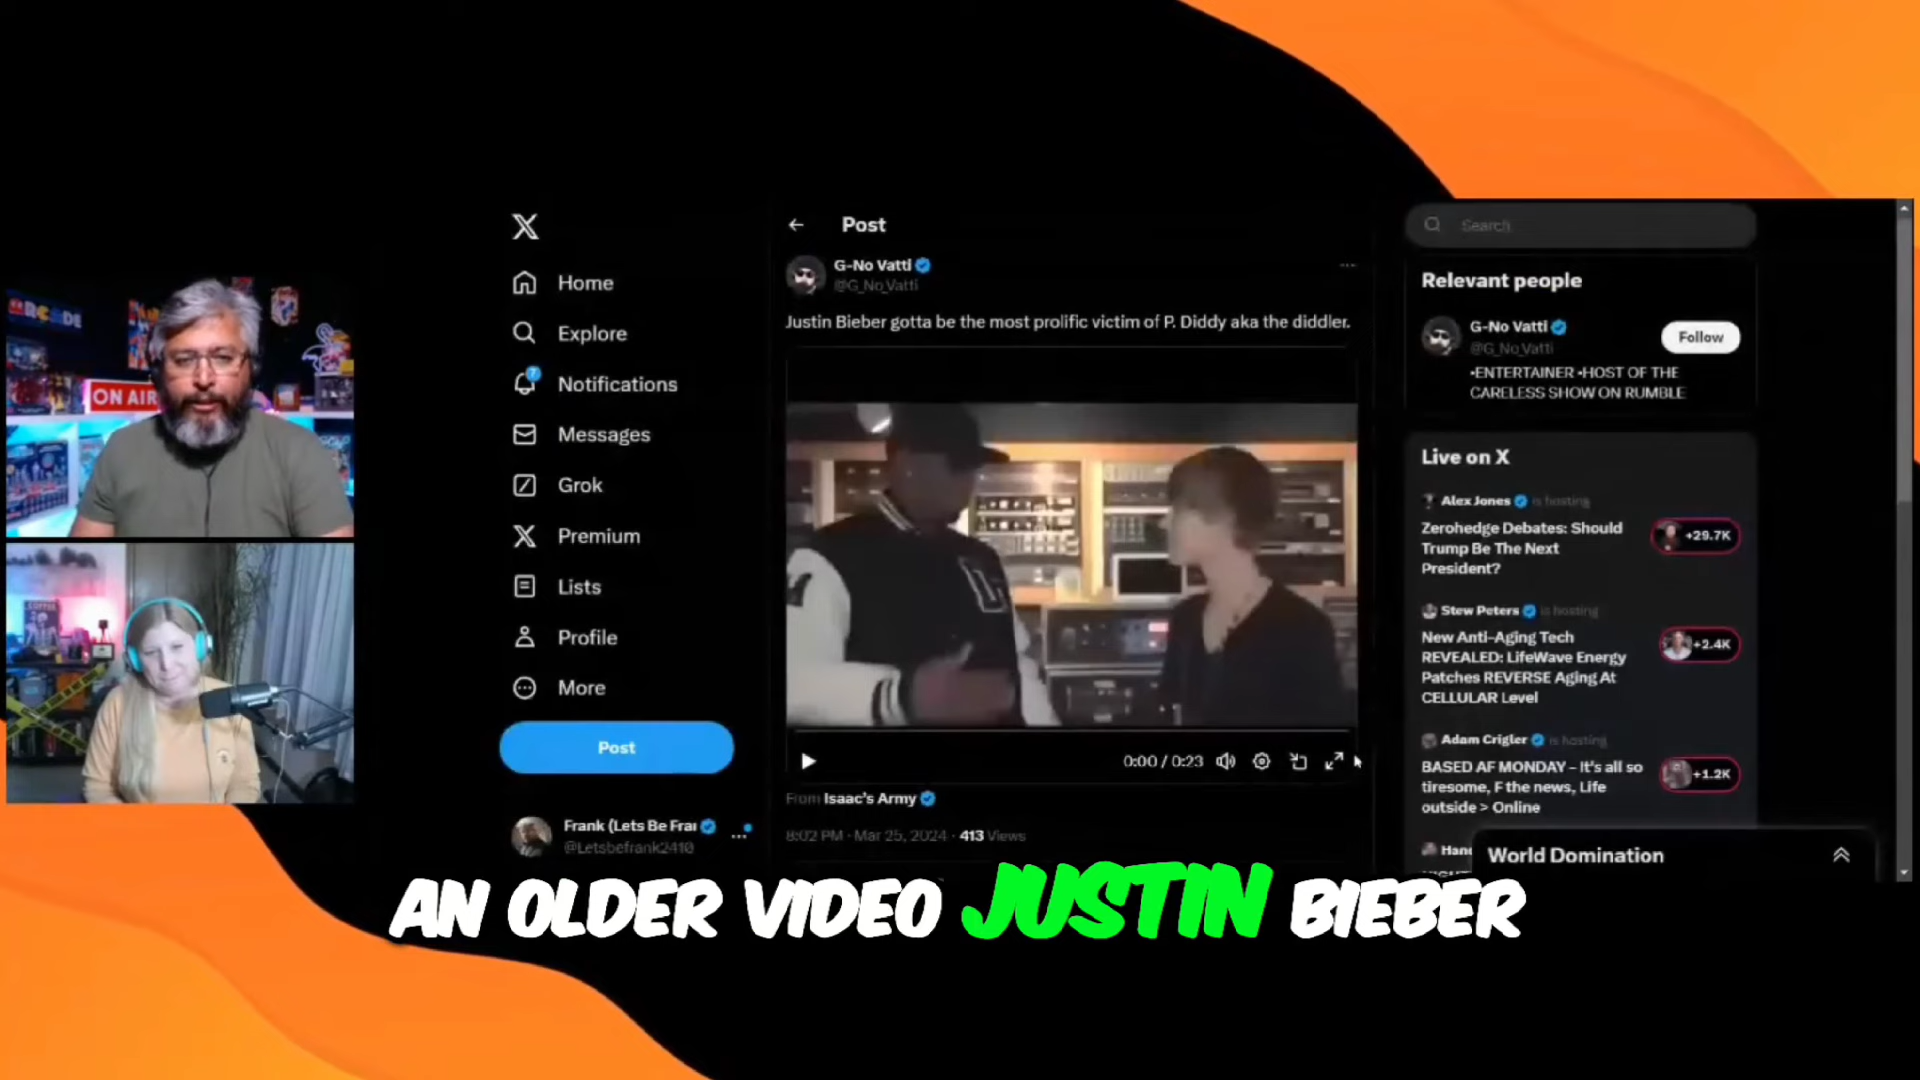 Post
Search
G-No Vatti
@G_No_Vatti
Justin Bieber gotta be the most prolific victim of P. Diddy aka the diddler.
Home
Explore
7
Notifications
Messages
Grok
Premium
Lists
Profile
More
Post
Frank (Lets Be Fra
@Letsbefrank2410
0:00 / 0:23
From Isaac's Army
8:02 PM · Mar 25, 2024 · 413 Views
Relevant people
G-No Vatti
@G_No_Vatti
Follow
•ENTERTAINER •HOST OF THE
CARELESS SHOW ON RUMBLE
Live on X
Alex Jones is hosting
Zerohedge Debates: Should
Trump Be The Next
President?
+29.7K
Stew Peters is hosting
New Anti-Aging Tech
REVEALED: LifeWave Energy
Patches REVERSE Aging At
CELLULAR Level
+2.4K
Adam Crigler is hosting
BASED AF MONDAY – It's all so
tiresome, F the news, Life
outside > Online
+1.2K
World Domination
ARCADE
ON AIR
AN OLDER VIDEO JUSTIN BIEBER